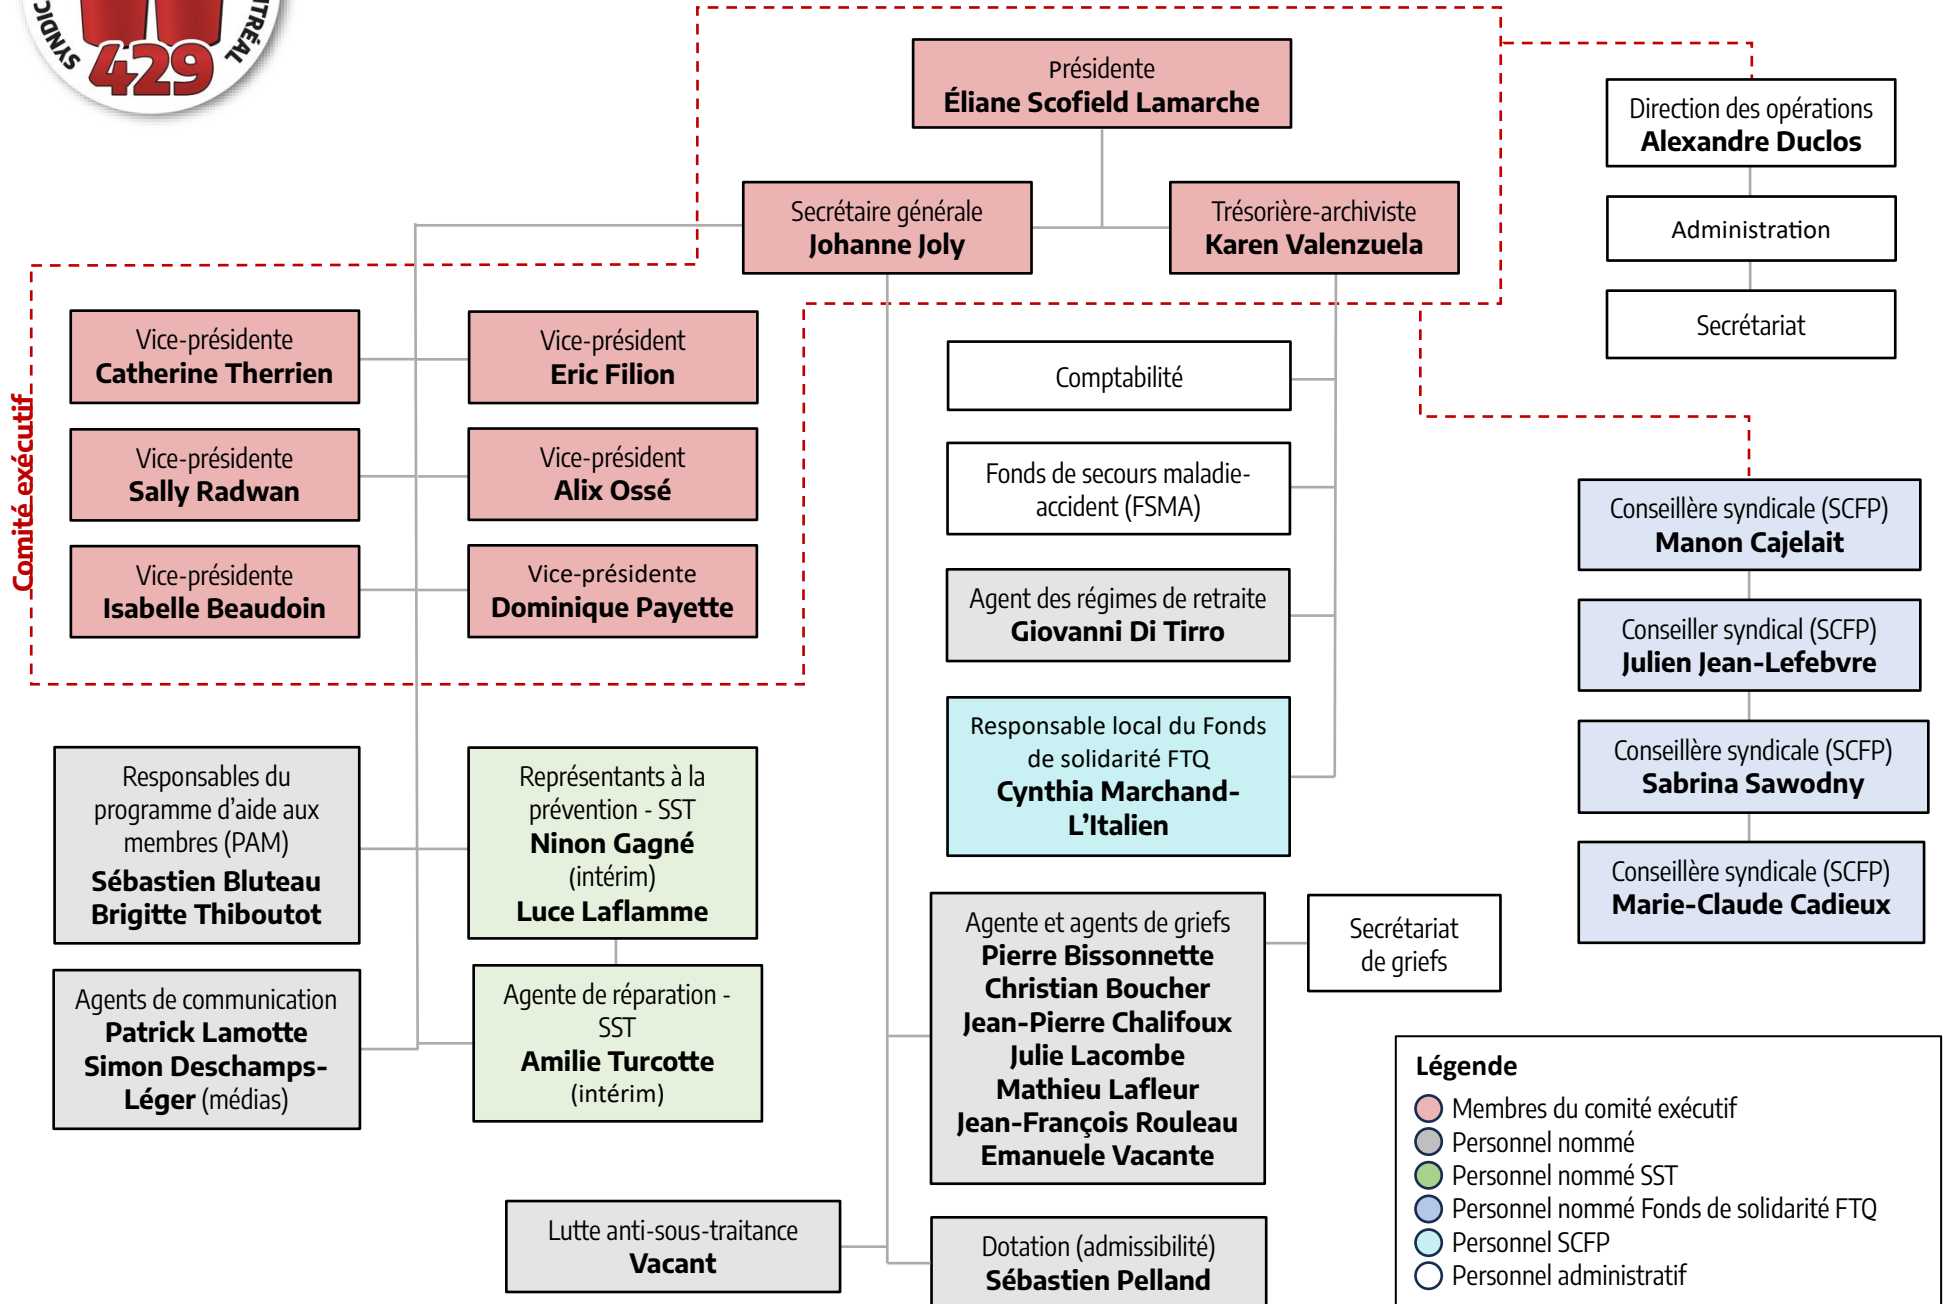 SYNDIC
TRÉAL
429
Présidente
Éliane Scofield Lamarche
Direction des opérations
Alexandre Duclos
Secrétaire générale
Johanne Joly
Trésorière-archiviste
Karen Valenzuela
Administration
Secrétariat
Comité exécutif
Vice-présidente
Catherine Therrien
Vice-président
Eric Filion
Vice-présidente
Sally Radwan
Vice-président
Alix Ossé
Vice-présidente
Isabelle Beaudoin
Vice-présidente
Dominique Payette
Comptabilité
Fonds de secours maladie-
accident (FSMA)
Agent des régimes de retraite
Giovanni Di Tirro
Responsable local du Fonds
de solidarité FTQ
Cynthia Marchand-
L’Italien
Conseillère syndicale (SCFP)
Manon Cajelait
Conseiller syndical (SCFP)
Julien Jean-Lefebvre
Conseillère syndicale (SCFP)
Sabrina Sawodny
Conseillère syndicale (SCFP)
Marie-Claude Cadieux
Responsables du
programme d’aide aux
membres (PAM)
Sébastien Bluteau
Brigitte Thiboutot
Représentants à la
prévention - SST
Ninon Gagné
(intérim)
Luce Laflamme
Agents de communication
Patrick Lamotte
Simon Deschamps-
Léger (médias)
Agente de réparation -
SST
Amilie Turcotte
(intérim)
Agente et agents de griefs
Pierre Bissonnette
Christian Boucher
Jean-Pierre Chalifoux
Julie Lacombe
Mathieu Lafleur
Jean-François Rouleau
Emanuele Vacante
Secrétariat
de griefs
Lutte anti-sous-traitance
Vacant
Dotation (admissibilité)
Sébastien Pelland
Légende
Membres du comité exécutif
Personnel nommé
Personnel nommé SST
Personnel nommé Fonds de solidarité FTQ
Personnel SCFP
Personnel administratif